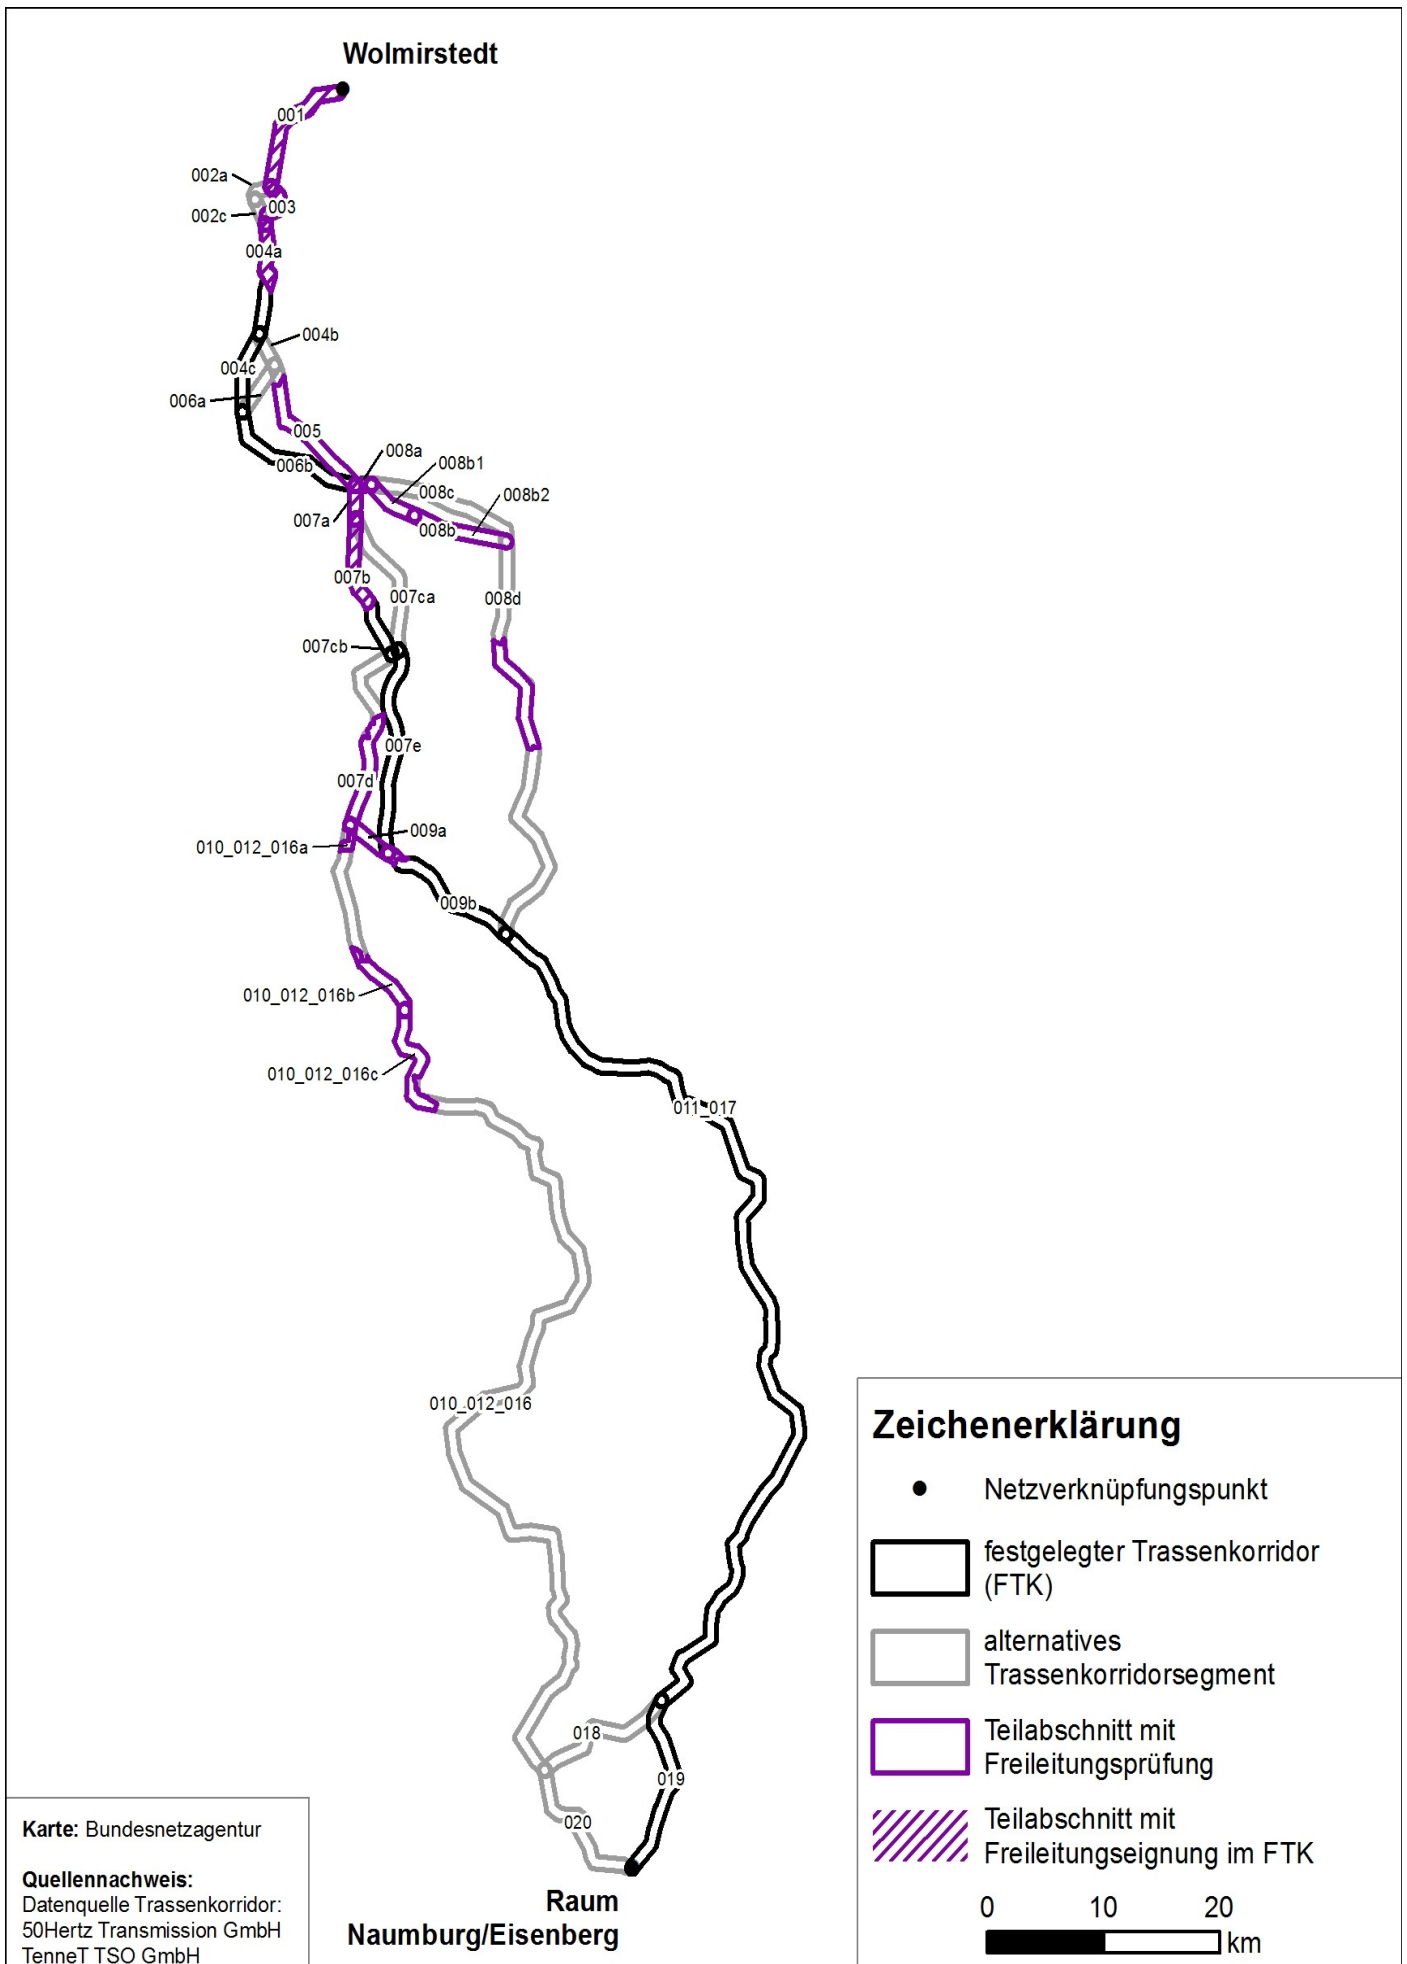 Wolmirstedt
001
002a
003
002c
004a
004b
004c
006a
005
008a
006b
008b1
008c
008b2
007a
008b
007b
007ca
008d
007cb
007e
007d
009a
010_012_016a
009b
010_012_016b
010_012_016c
011_017
010_012_016
018
019
020
Raum
Naumburg/Eisenberg
Zeichenerklärung
Netzverknüpfungspunkt
festgelegter Trassenkorridor
(FTK)
alternatives
Trassenkorridorsegment
Teilabschnitt mit
Freileitungsprüfung
Teilabschnitt mit
Freileitungseignung im FTK
0 10 20
km
Karte: Bundesnetzagentur
Quellennachweis:
Datenquelle Trassenkorridor:
50Hertz Transmission GmbH
TenneT TSO GmbH